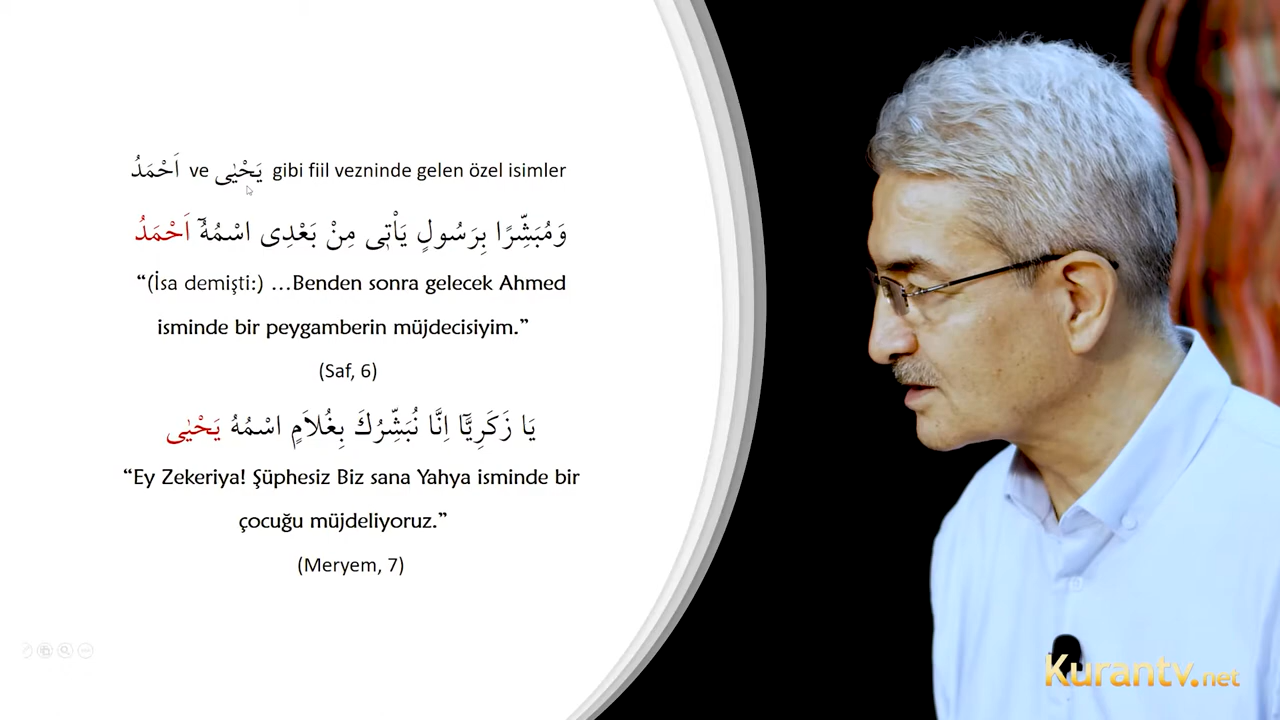 اَحْمَدُ ve يَحْيٰى gibi fiil vezninde gelen özel isimler
وَمُبَشِّرًا بِرَسُولٍ يَاْت۪ى مِنْ بَعْدِى اسْمُهُٓ اَحْمَدُ
“(İsa demişti:) …Benden sonra gelecek Ahmed
isminde bir peygamberin müjdecisiyim.”
(Saf, 6)
يَا زَكَرِيَّٓا اِنَّا نُبَشِّرُكَ بِغُلاَمٍ اسْمُهُ يَحْيٰى
“Ey Zekeriya! Şüphesiz Biz sana Yahya isminde bir
çocuğu müjdeliyoruz.”
(Meryem, 7)
Kurantv.net